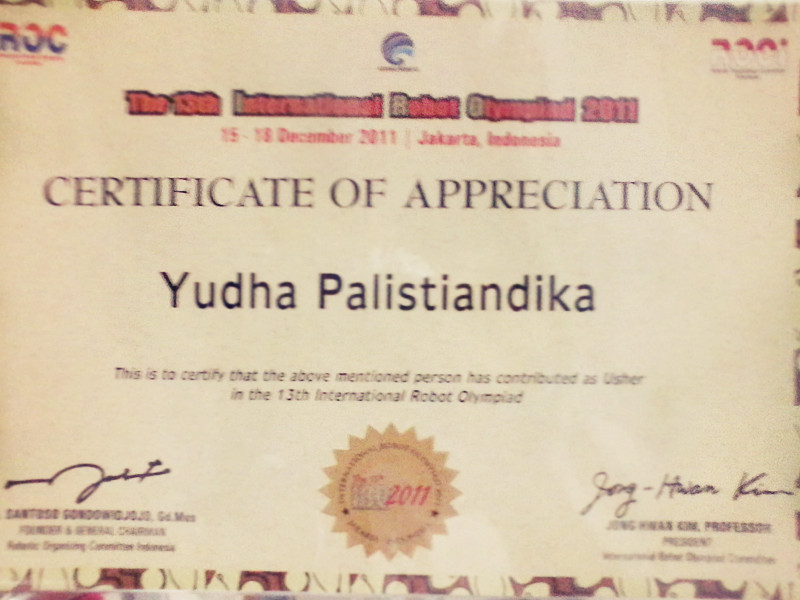 ROC
ROCI
The 13th International Robot Olympiad 2011
15 - 18 December 2011 | Jakarta, Indonesia
CERTIFICATE OF APPRECIATION
Yudha Palistiandika
This is to certify that the above mentioned person has contributed as Usher
in the 13th International Robot Olympiad
2011
Jong-Hwan Kim
SANTOSO GONDOWIDJOJO, Gd.Mus
FOUNDER & GENERAL CHAIRMAN
Robotic Organizing Committee Indonesia
JONG HWAN KIM, PROFESSOR
PRESIDENT
International Robot Olympiad Committee